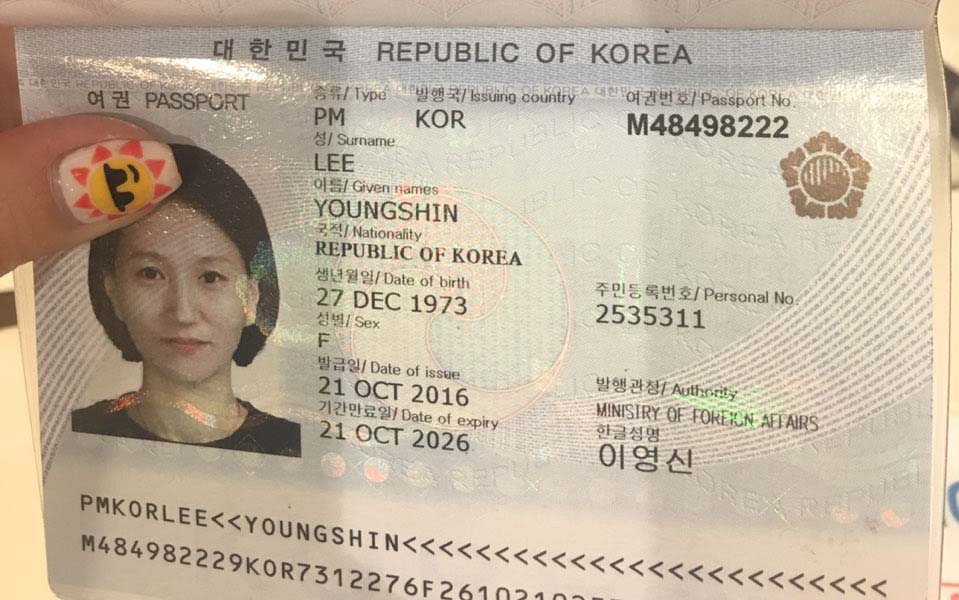 대한민국 REPUBLIC OF KOREA
여권 PASSPORT
종류/ Type 발행국/ Issuing country 여권번호/ Passport No.
PM KOR M48498222
성/ Surname
LEE
이름/ Given names
YOUNGSHIN
국적/ Nationality
REPUBLIC OF KOREA
생년월일/ Date of birth 주민등록번호/ Personal No.
27 DEC 1973 2535311
성별/ Sex
F
발급일/ Date of issue 발행관청/ Authority
21 OCT 2016 MINISTRY OF FOREIGN AFFAIRS
기간만료일/ Date of expiry 한글성명
21 OCT 2026 이영신
PMKORLEE<<YOUNGSHIN<<<<<<<<<<<<<<<<<<<<<<<<<